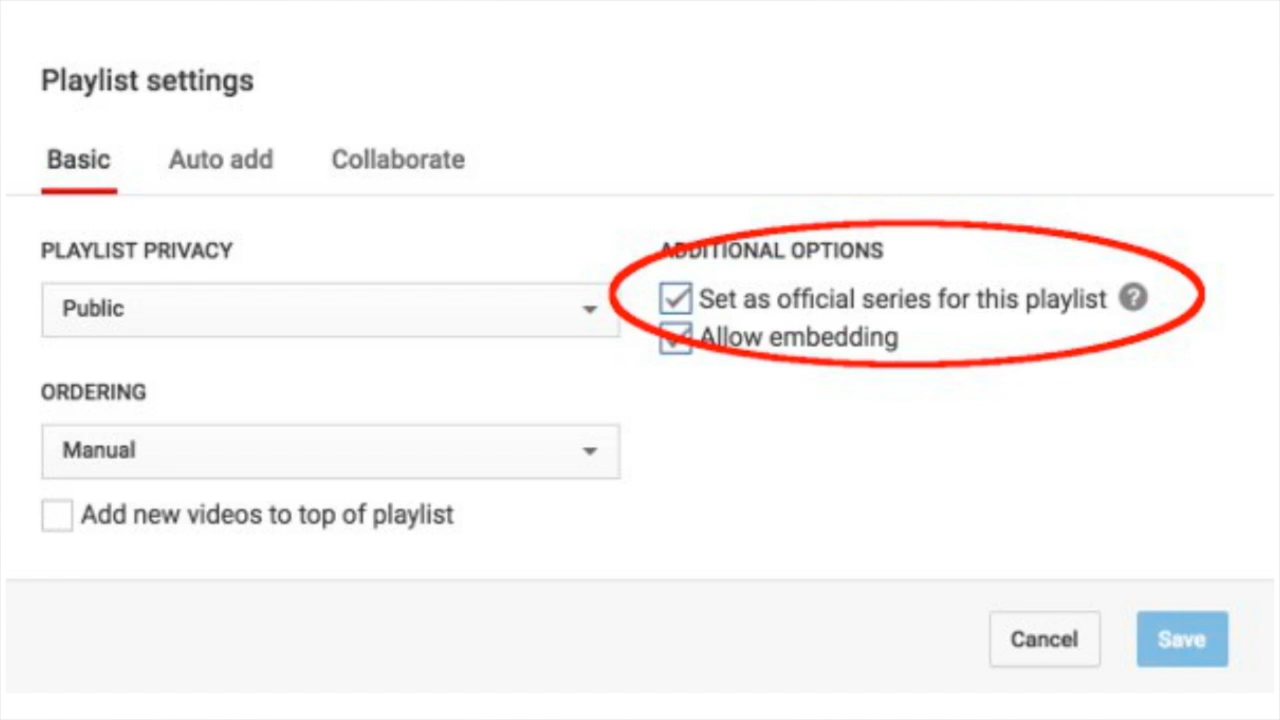 Playlist settings
Basic Auto add Collaborate
PLAYLIST PRIVACY
Public
ORDERING
Manual
Add new videos to top of playlist
ADDITIONAL OPTIONS
Set as official series for this playlist ?
Allow embedding
Cancel Save